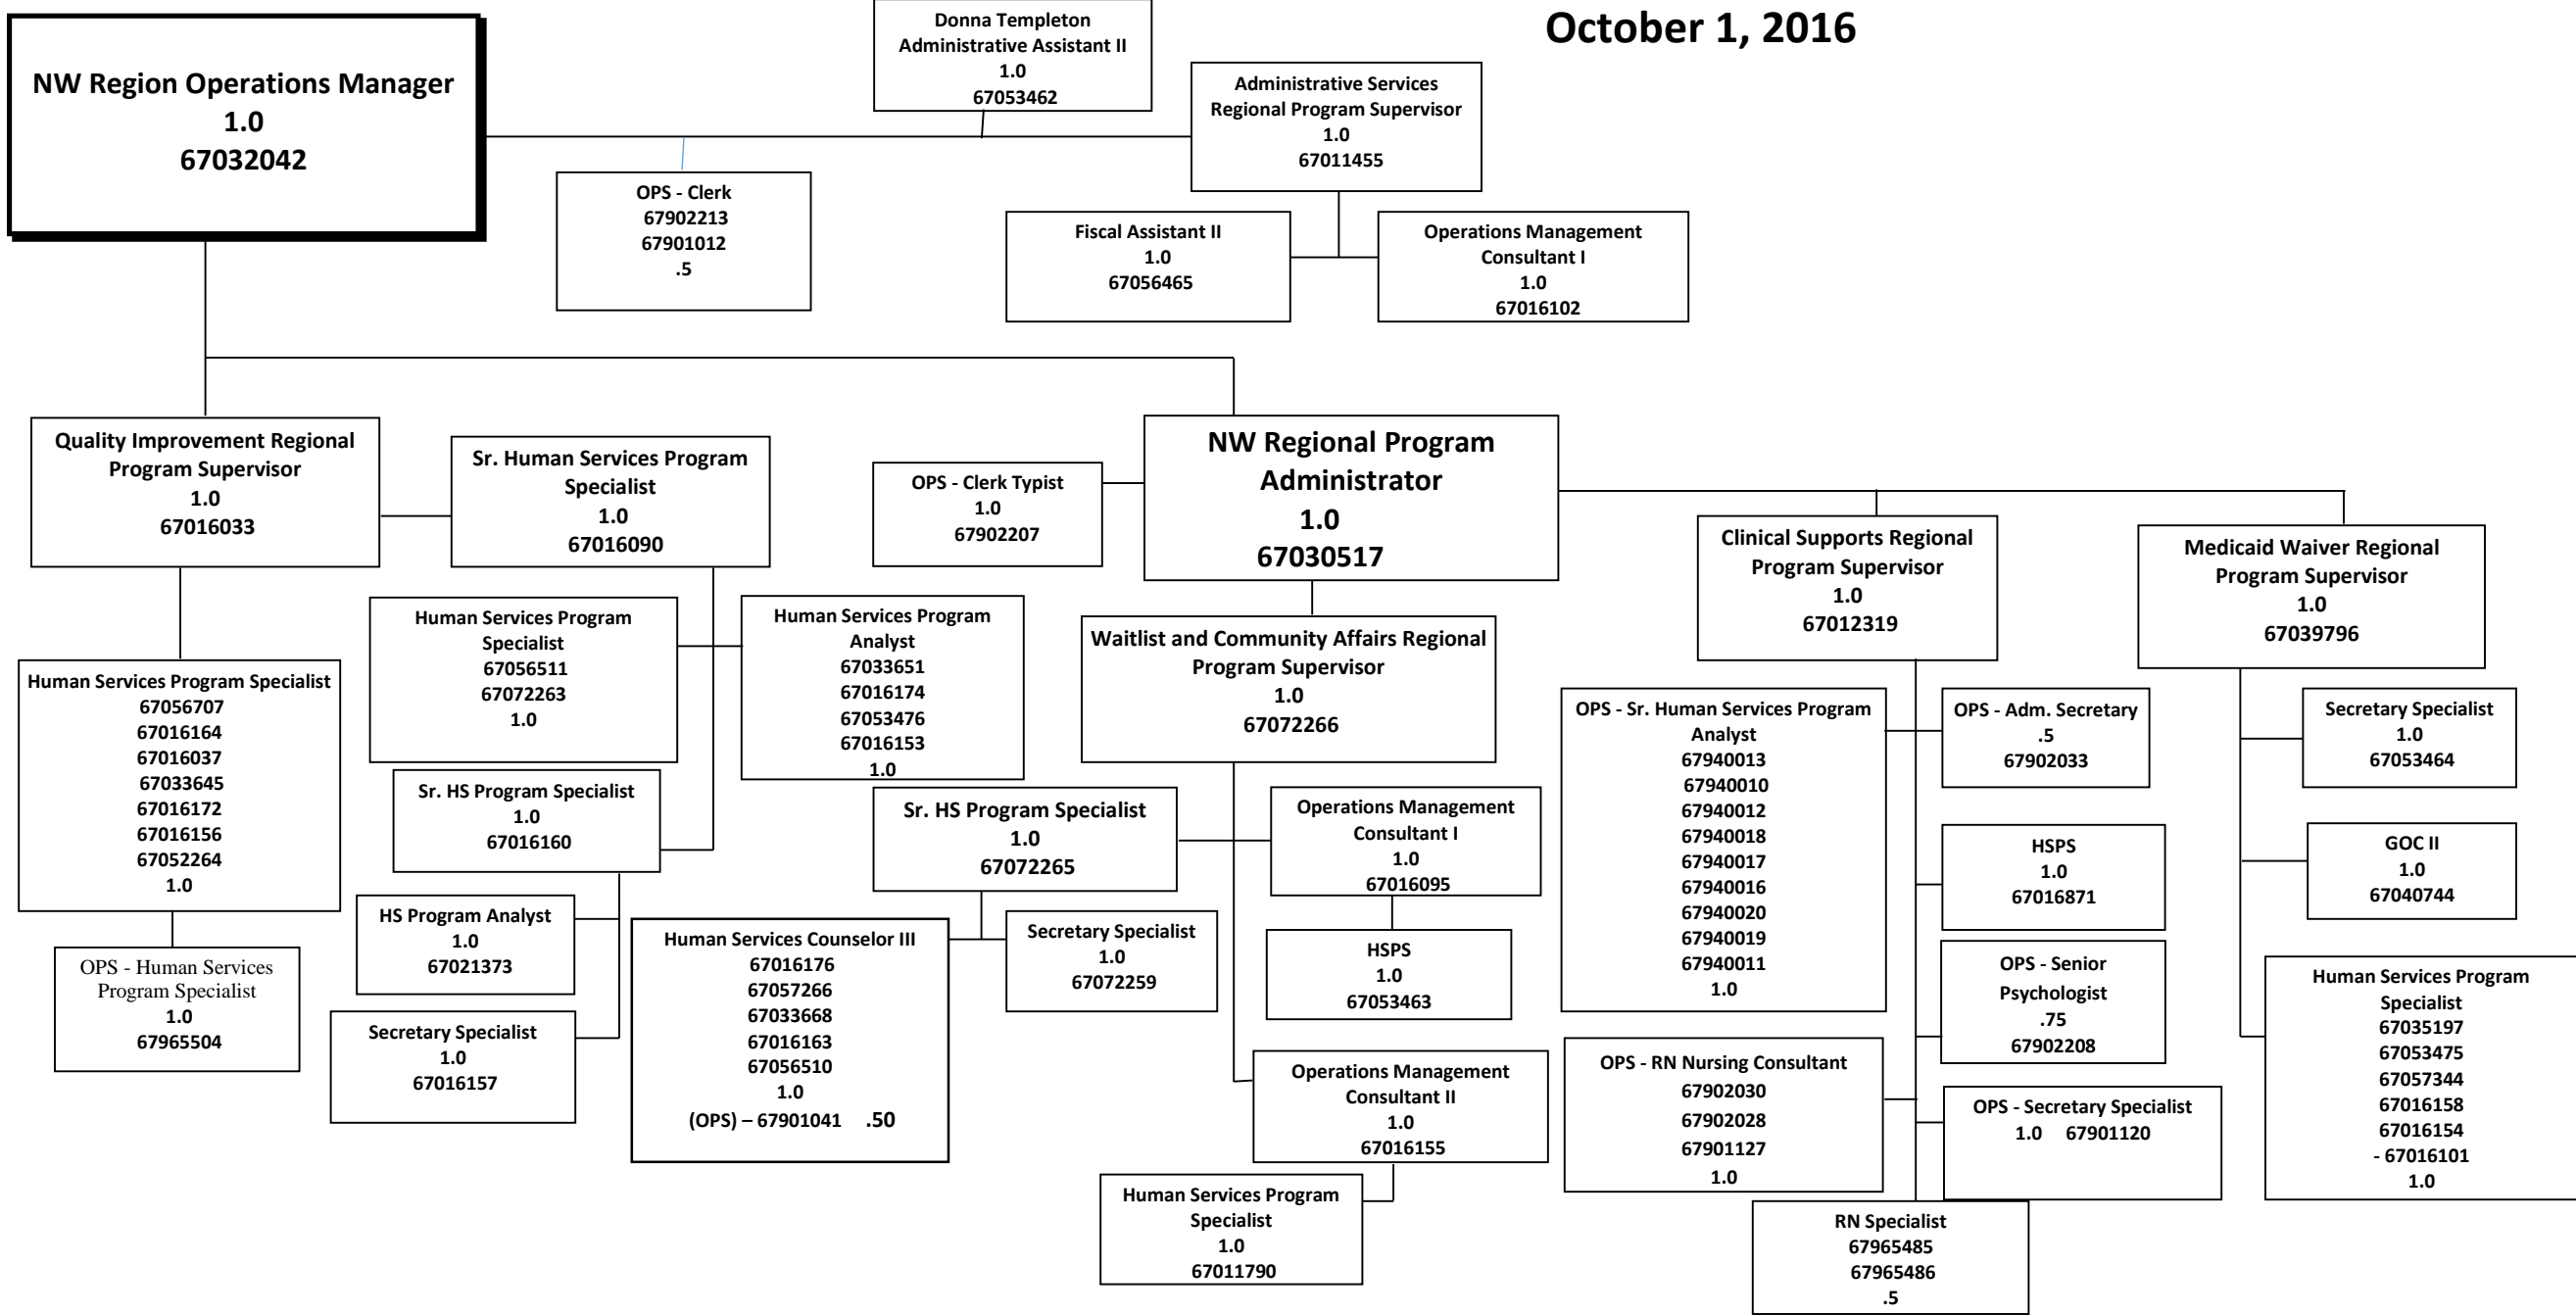 October 1, 2016
NW Region Operations Manager
1.0
67032042
Donna Templeton
Administrative Assistant II
1.0
67053462
Administrative Services
Regional Program Supervisor
1.0
67011455
OPS - Clerk
67902213
67901012
.5
Fiscal Assistant II
1.0
67056465
Operations Management
Consultant I
1.0
67016102
Quality Improvement Regional
Program Supervisor
1.0
67016033
Sr. Human Services Program
Specialist
1.0
67016090
OPS - Clerk Typist
1.0
67902207
NW Regional Program
Administrator
1.0
67030517
Clinical Supports Regional
Program Supervisor
1.0
67012319
Medicaid Waiver Regional
Program Supervisor
1.0
67039796
Human Services Program Specialist
67056707
67016164
67016037
67033645
67016172
67016156
67052264
1.0
OPS - Human Services
Program Specialist
1.0
67965504
Human Services Program
Specialist
67056511
67072263
1.0
Human Services Program
Analyst
67033651
67016174
67053476
67016153
1.0
Sr. HS Program Specialist
1.0
67016160
HS Program Analyst
1.0
67021373
Secretary Specialist
1.0
67016157
Waitlist and Community Affairs Regional
Program Supervisor
1.0
67072266
Sr. HS Program Specialist
1.0
67072265
Operations Management
Consultant I
1.0
67016095
Human Services Counselor III
67016176
67057266
67033668
67016163
67056510
1.0
(OPS) – 67901041 .50
Secretary Specialist
1.0
67072259
HSPS
1.0
67053463
Operations Management
Consultant II
1.0
67016155
Human Services Program
Specialist
1.0
67011790
OPS - Sr. Human Services Program
Analyst
67940013
67940010
67940012
67940018
67940017
67940016
67940020
67940019
67940011
1.0
OPS - Adm. Secretary
.5
67902033
HSPS
1.0
67016871
OPS - Senior
Psychologist
.75
67902208
OPS - RN Nursing Consultant
67902030
67902028
67901127
1.0
OPS - Secretary Specialist
1.0 67901120
RN Specialist
67965485
67965486
.5
Secretary Specialist
1.0
67053464
GOC II
1.0
67040744
Human Services Program
Specialist
67035197
67053475
67057344
67016158
67016154
- 67016101
1.0